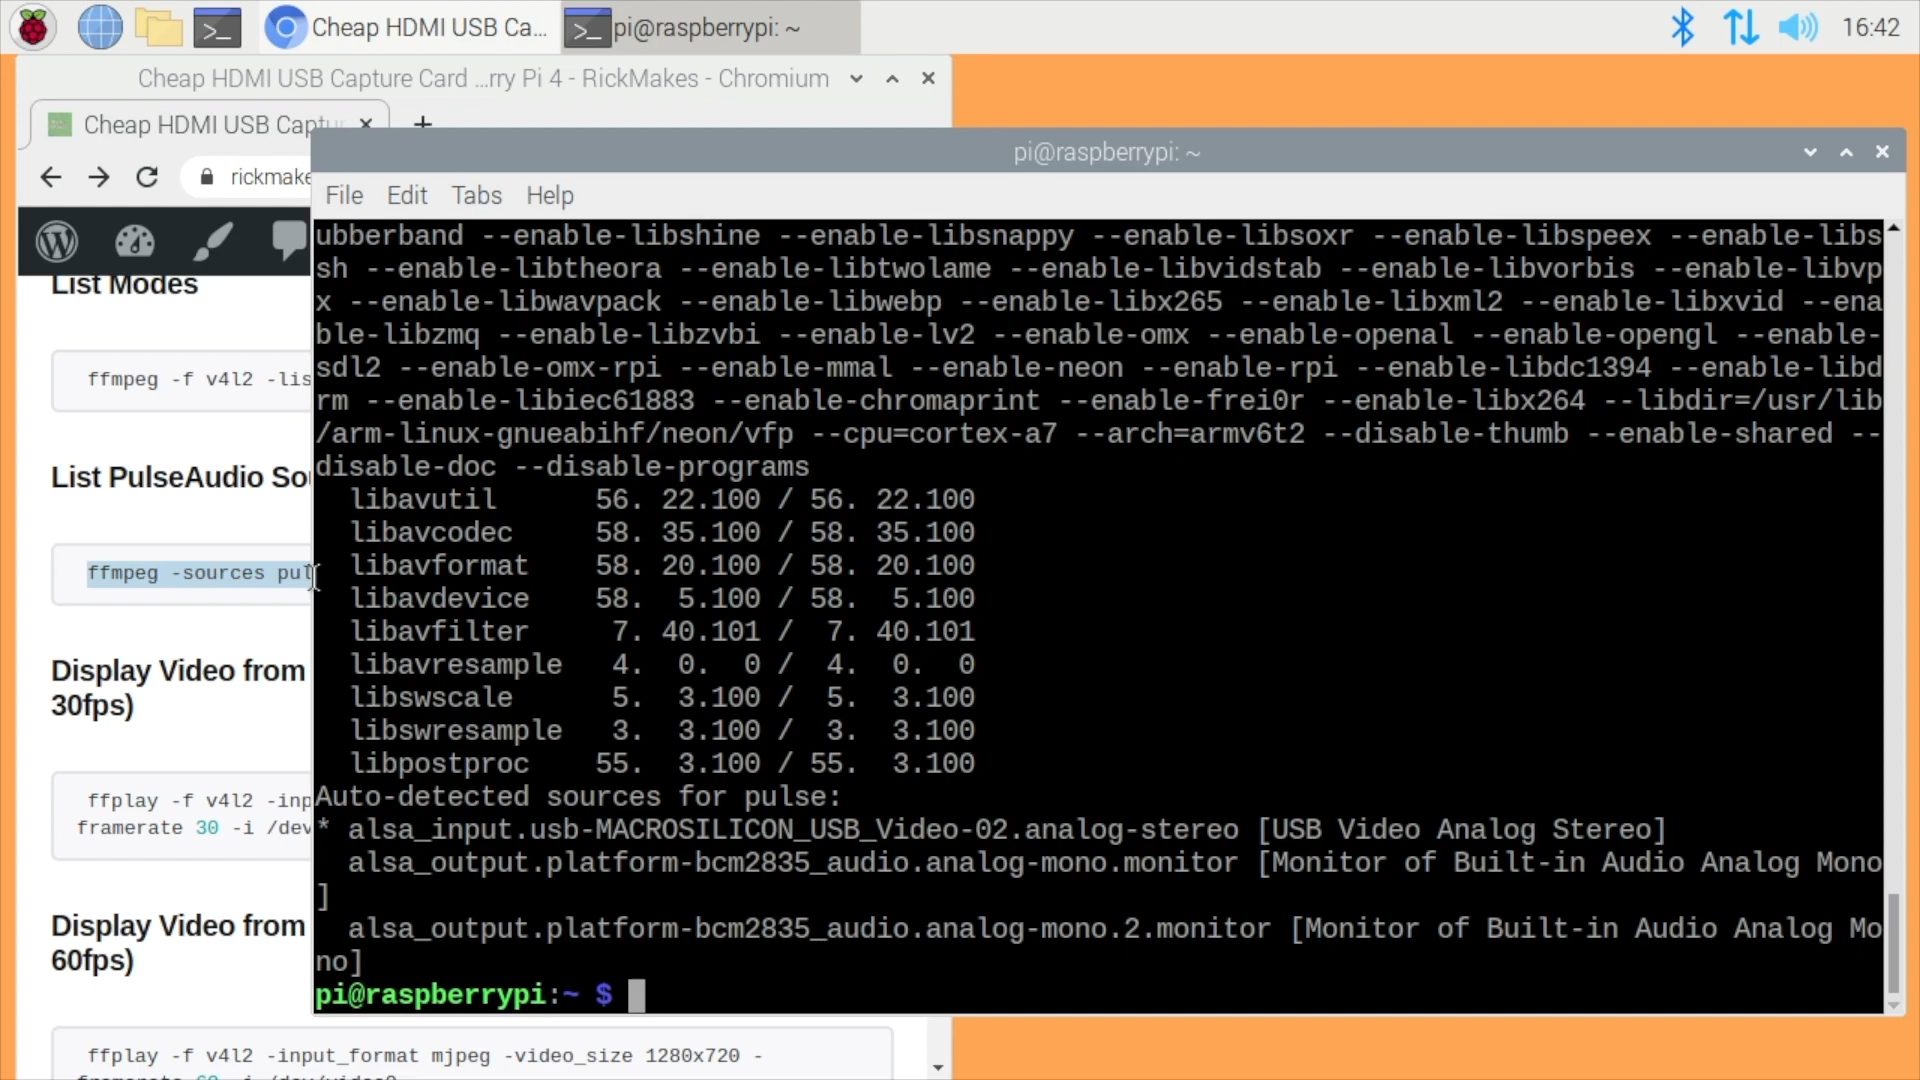 Cheap HDMI USB Ca...
pi@raspberrypi: ~
16:42
Cheap HDMI USB Capture Card ...rry Pi 4 - RickMakes - Chromium
Cheap HDMI USB Captu
pi@raspberrypi: ~
rickmake
File Edit Tabs Help
List Modes
ffmpeg -f v4l2 -lis
List PulseAudio So
ffmpeg -sources pul
Display Video from
30fps)
ffplay -f v4l2 -inp
framerate 30 -i /dev
Display Video from
60fps)
ffplay -f v4l2 -input_format mjpeg -video_size 1280x720 -
framerate 60 -i /dev/video0
ubberband --enable-libshine --enable-libsnappy --enable-libsoxr --enable-libspeex --enable-libs
sh --enable-libtheora --enable-libtwolame --enable-libvidstab --enable-libvorbis --enable-libvp
x --enable-libwavpack --enable-libwebp --enable-libx265 --enable-libxml2 --enable-libxvid --ena
ble-libzmq --enable-libzvbi --enable-lv2 --enable-omx --enable-openal --enable-opengl --enable-
sdl2 --enable-omx-rpi --enable-mmal --enable-neon --enable-rpi --enable-libdc1394 --enable-libd
rm --enable-libiec61883 --enable-chromaprint --enable-frei0r --enable-libx264 --libdir=/usr/lib
/arm-linux-gnueabihf/neon/vfp --cpu=cortex-a7 --arch=armv6t2 --disable-thumb --enable-shared --
disable-doc --disable-programs
libavutil 56. 22.100 / 56. 22.100
libavcodec 58. 35.100 / 58. 35.100
libavformat 58. 20.100 / 58. 20.100
libavdevice 58. 5.100 / 58. 5.100
libavfilter 7. 40.101 / 7. 40.101
libavresample 4. 0. 0 / 4. 0. 0
libswscale 5. 3.100 / 5. 3.100
libswresample 3. 3.100 / 3. 3.100
libpostproc 55. 3.100 / 55. 3.100
Auto-detected sources for pulse:
* alsa_input.usb-MACROSILICON_USB_Video-02.analog-stereo [USB Video Analog Stereo]
alsa_output.platform-bcm2835_audio.analog-mono.monitor [Monitor of Built-in Audio Analog Mono
]
alsa_output.platform-bcm2835_audio.analog-mono.2.monitor [Monitor of Built-in Audio Analog Mo
no]
pi@raspberrypi:~ $